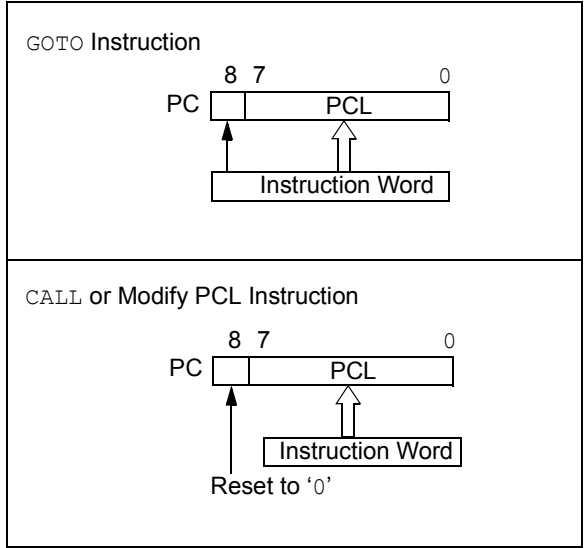 GOTO Instruction
8 7 0
PC PCL
Instruction Word
CALL or Modify PCL Instruction
8 7 0
PC PCL
Instruction Word
Reset to ‘0’